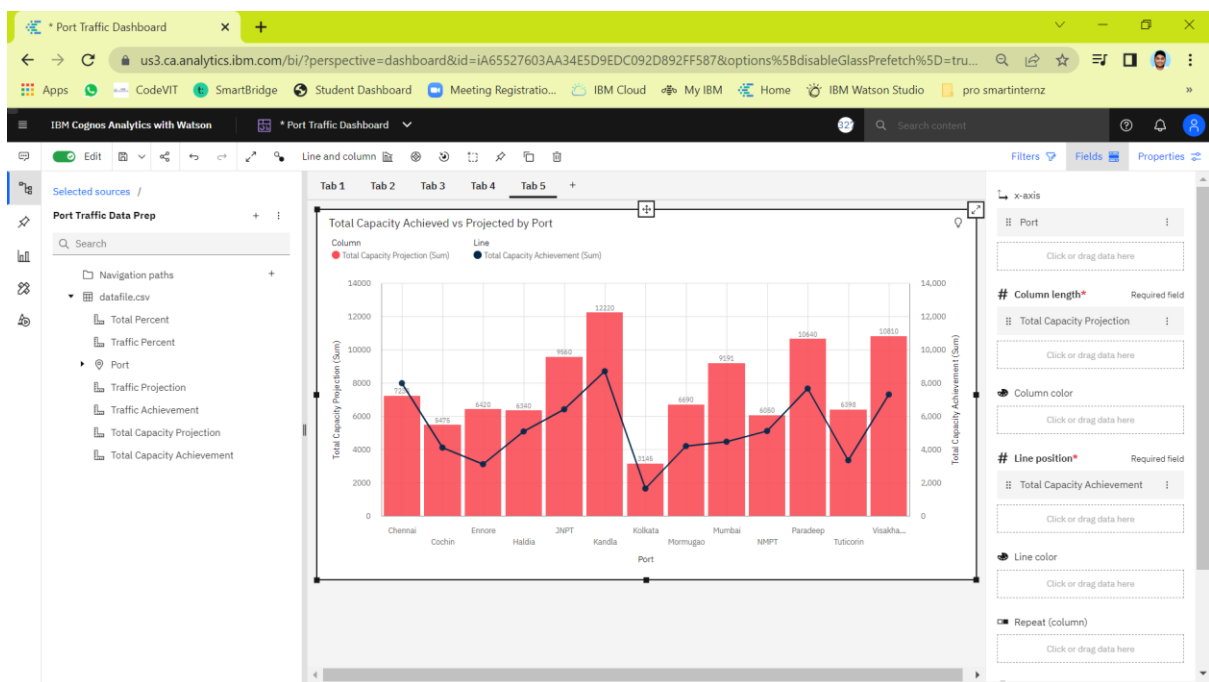 * Port Traffic Dashboard
us3.ca.analytics.ibm.com/bi/?perspective=dashboard&id=iA65527603AA34E5D9EDC092D892FF587&options%5BdisableGlassPrefetch%5D=tru...
Apps CodeVIT SmartBridge Student Dashboard Meeting Registratio... IBM Cloud My IBM Home IBM Watson Studio pro smartinternz »
IBM Cognos Analytics with Watson * Port Traffic Dashboard Search content
Edit Line and column Filters Fields Properties
Selected sources /
Port Traffic Data Prep
Search
Navigation paths
datafile.csv
Total Percent
Traffic Percent
Port
Traffic Projection
Traffic Achievement
Total Capacity Projection
Total Capacity Achievement
Tab 1 Tab 2 Tab 3 Tab 4 Tab 5 +
Total Capacity Achieved vs Projected by Port
Column Line
Total Capacity Projection (Sum) Total Capacity Achievement (Sum)
Total Capacity Projection (Sum)
14000
12000
10000
8000
6000
4000
2000
0
5475
6420
6340
9560
12220
3145
6690
9191
6050
10640
6398
10810
14,000
12,000
10,000
8,000
6,000
4,000
2,000
0
Total Capacity Achievement (Sum)
Chennai Ennore JNPT Kolkata Mumbai Paradeep Visakha...
Cochin Haldia Kandla Mormugao NMPT Tuticorin
Port
x-axis
Port
Click or drag data here
# Column length* Required field
Total Capacity Projection
Click or drag data here
Column color
Click or drag data here
# Line position* Required field
Total Capacity Achievement
Click or drag data here
Line color
Click or drag data here
Repeat (column)
Click or drag data here